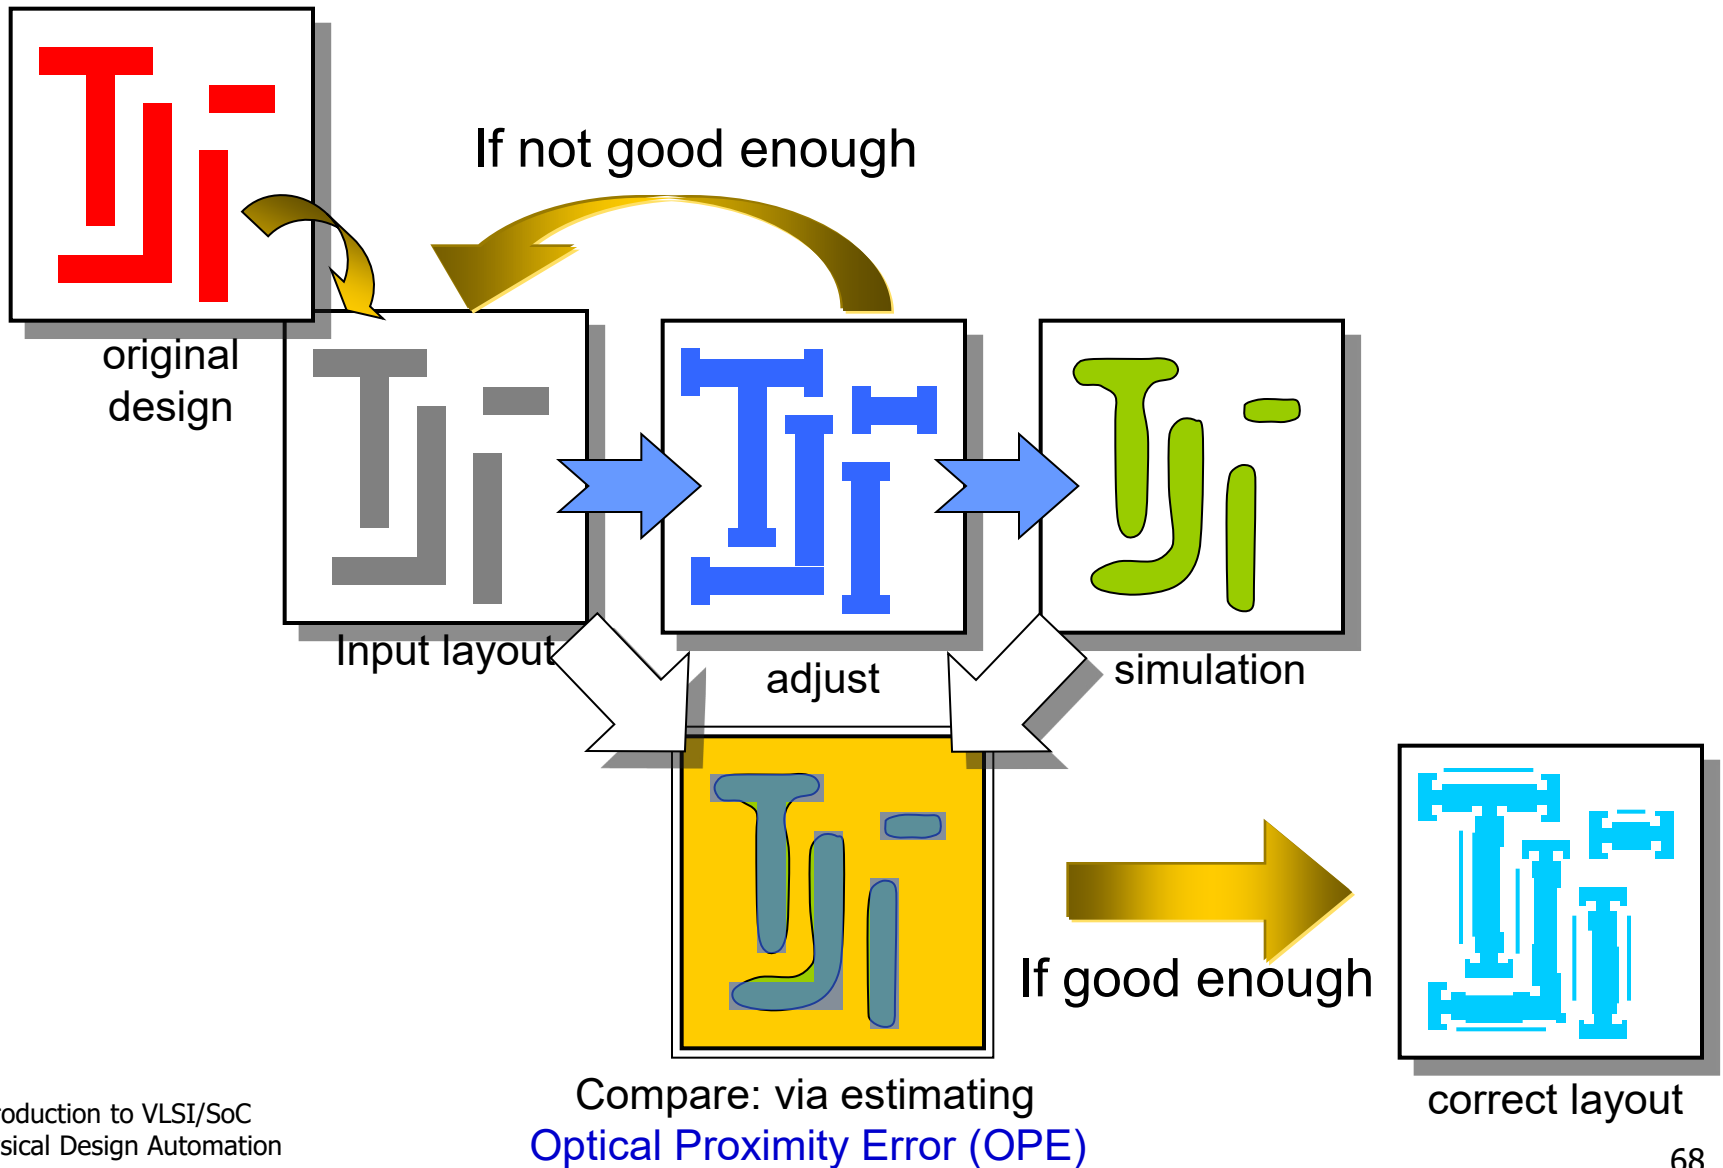 If not good enough
original
design
Input layout
adjust
simulation
If good enough
correct layout
Compare: via estimating
Optical Proximity Error (OPE)
roduction to VLSI/SoC
sical Design Automation
68